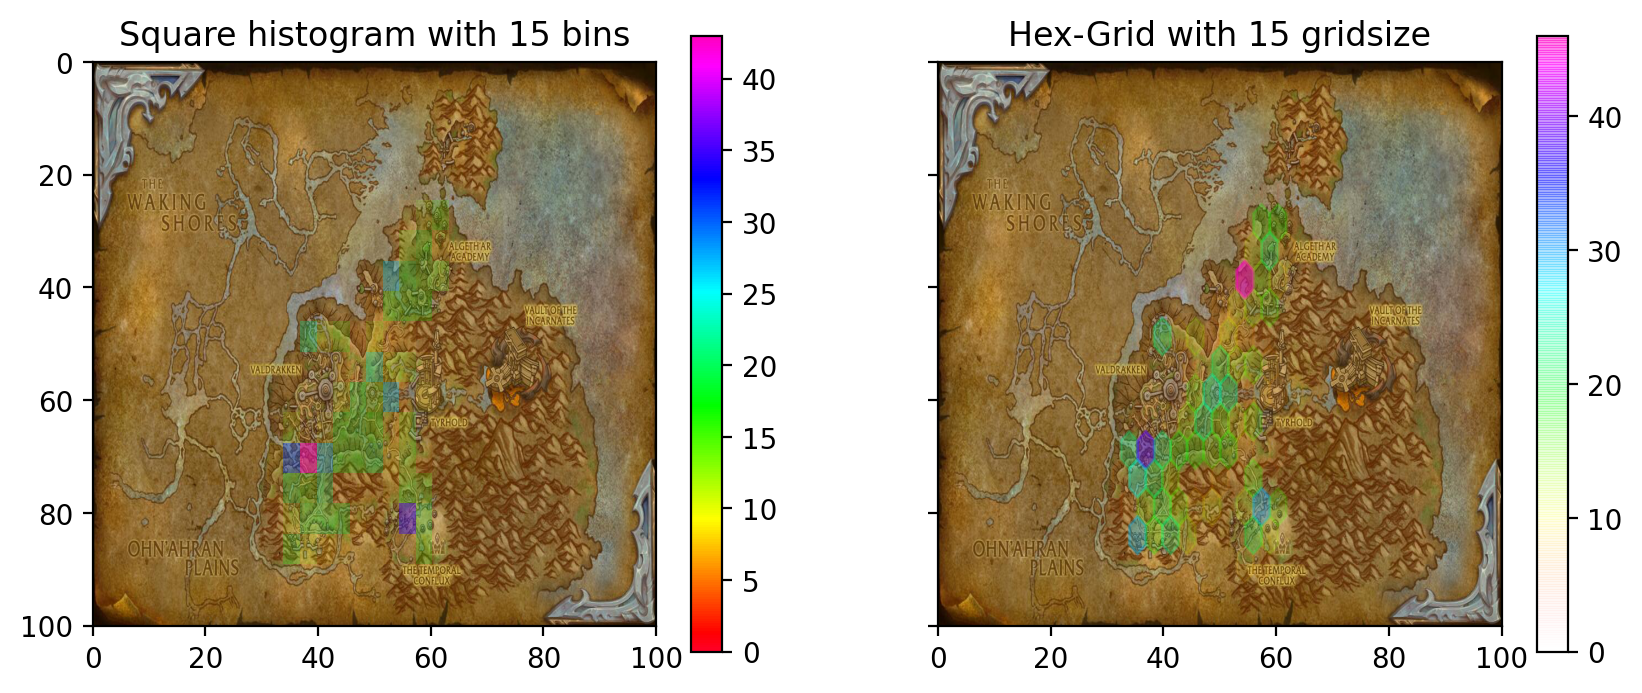 Square histogram with 15 bins
0
20
40
60
80
100
0
20
40
60
80
100
THE
WAKING
SHORES
ALGETH'AR
ACADEMY
VAULT OF THE
INCARNATES
VALDRAKKEN
TYRHOLD
OHN'AHRAN
PLAINS
THE TEMPORAL
CONFLUX
40
35
30
25
20
15
10
5
0
Hex-Grid with 15 gridsize
THE
WAKING
SHORES
ALGETH'AR
ACADEMY
VAULT OF THE
INCARNATES
VALDRAKKEN
TYRHOLD
OHN'AHRAN
PLAINS
THE TEMPORAL
CONFLUX
0
20
40
60
80
100
40
30
20
10
0